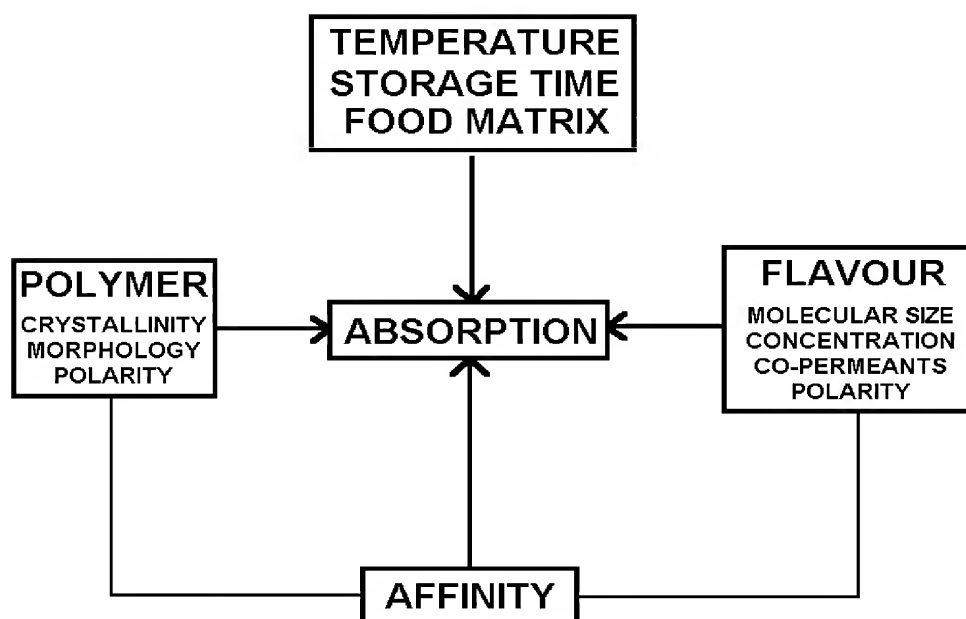 TEMPERATURE
STORAGE TIME
FOOD MATRIX
POLYMER
CRYSTALLINITY
MORPHOLOGY
POLARITY
ABSORPTION
FLAVOUR
MOLECULAR SIZE
CONCENTRATION
CO-PERMEANTS
POLARITY
AFFINITY